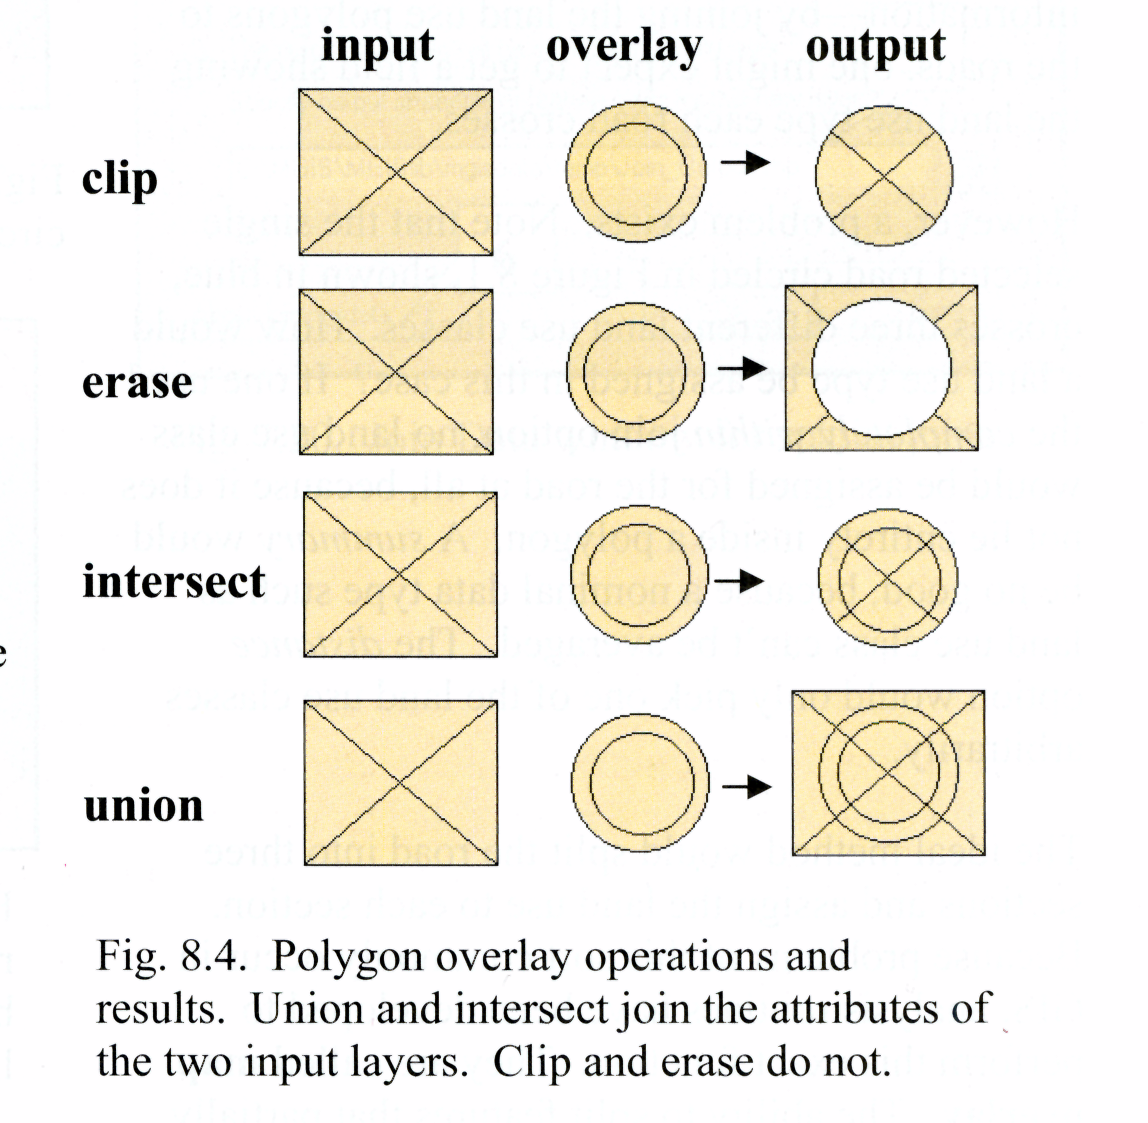 input overlay output
clip
erase
intersect
e
union
Fig. 8.4. Polygon overlay operations and
results. Union and intersect join the attributes of
the two input layers. Clip and erase do not.